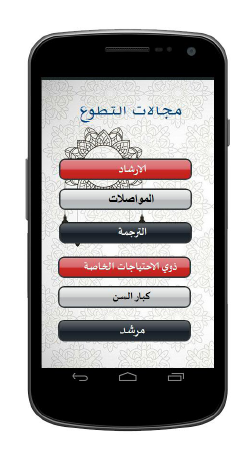 مجالات التطوع
الارشاد
المواصلات
الترجمة
ذوي الاحتياجات الخاصة
كبار السن
مرشد